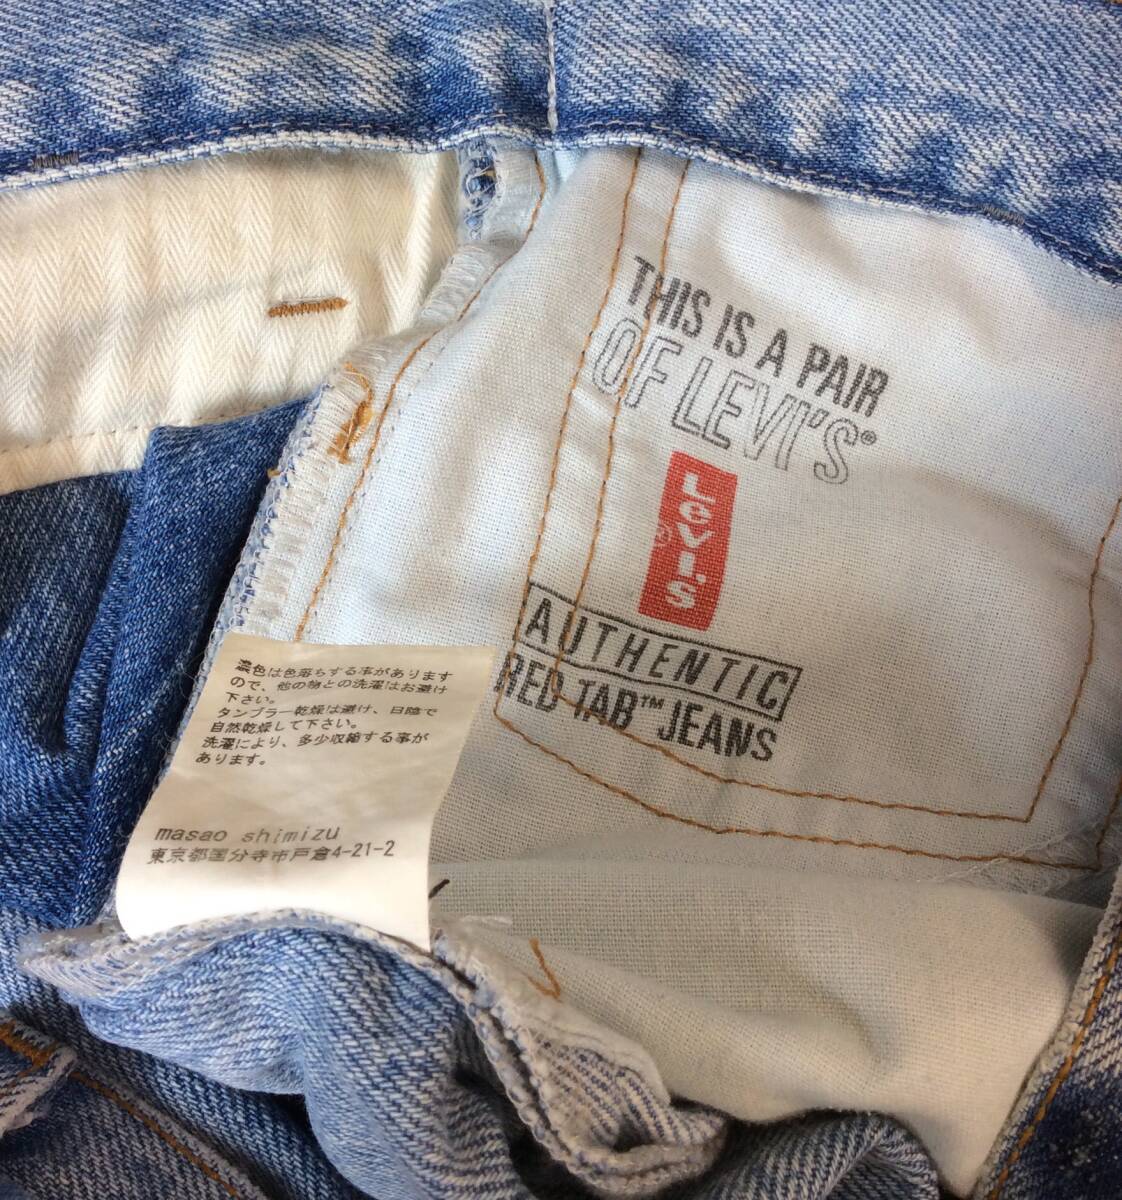 THIS IS A PAIR
OF LEVI'S®
LEVI'S
®
AUTHENTIC
RED TAB™ JEANS
濃色は色落ちする事があります
ので、他の物との洗濯はお避け
下さい。
タンブラー乾燥は避け、日陰で
自然乾燥して下さい。
洗濯により、多少収縮する事が
あります。
masao shimizu
東京都国分寺市戸倉4-21-2